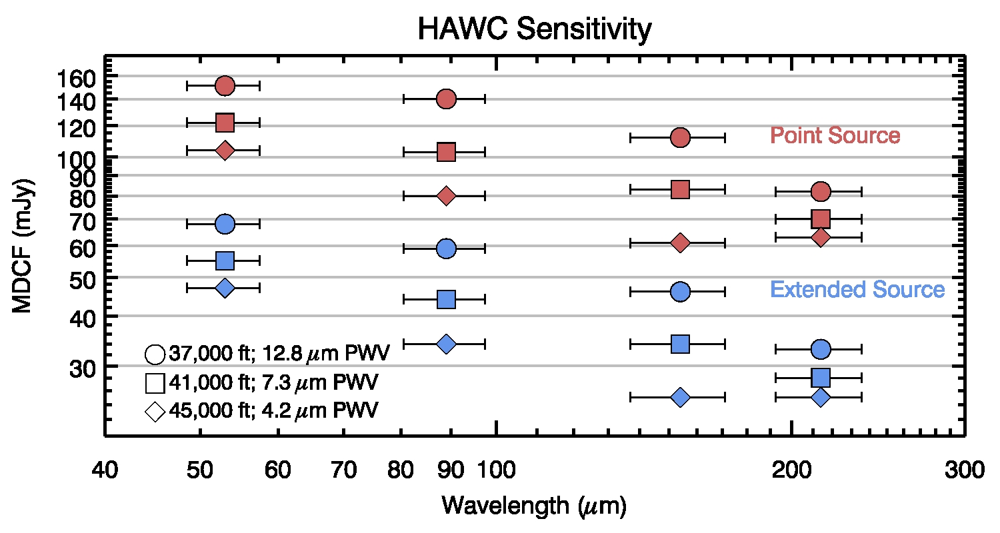 HAWC Sensitivity
MDCF (mJy)
160
140
120
100
90
80
70
60
50
40
30
Point Source
Extended Source
37,000 ft; 12.8 μm PWV
41,000 ft; 7.3 μm PWV
45,000 ft; 4.2 μm PWV
40 50 60 70 80 90 100 200 300
Wavelength (μm)